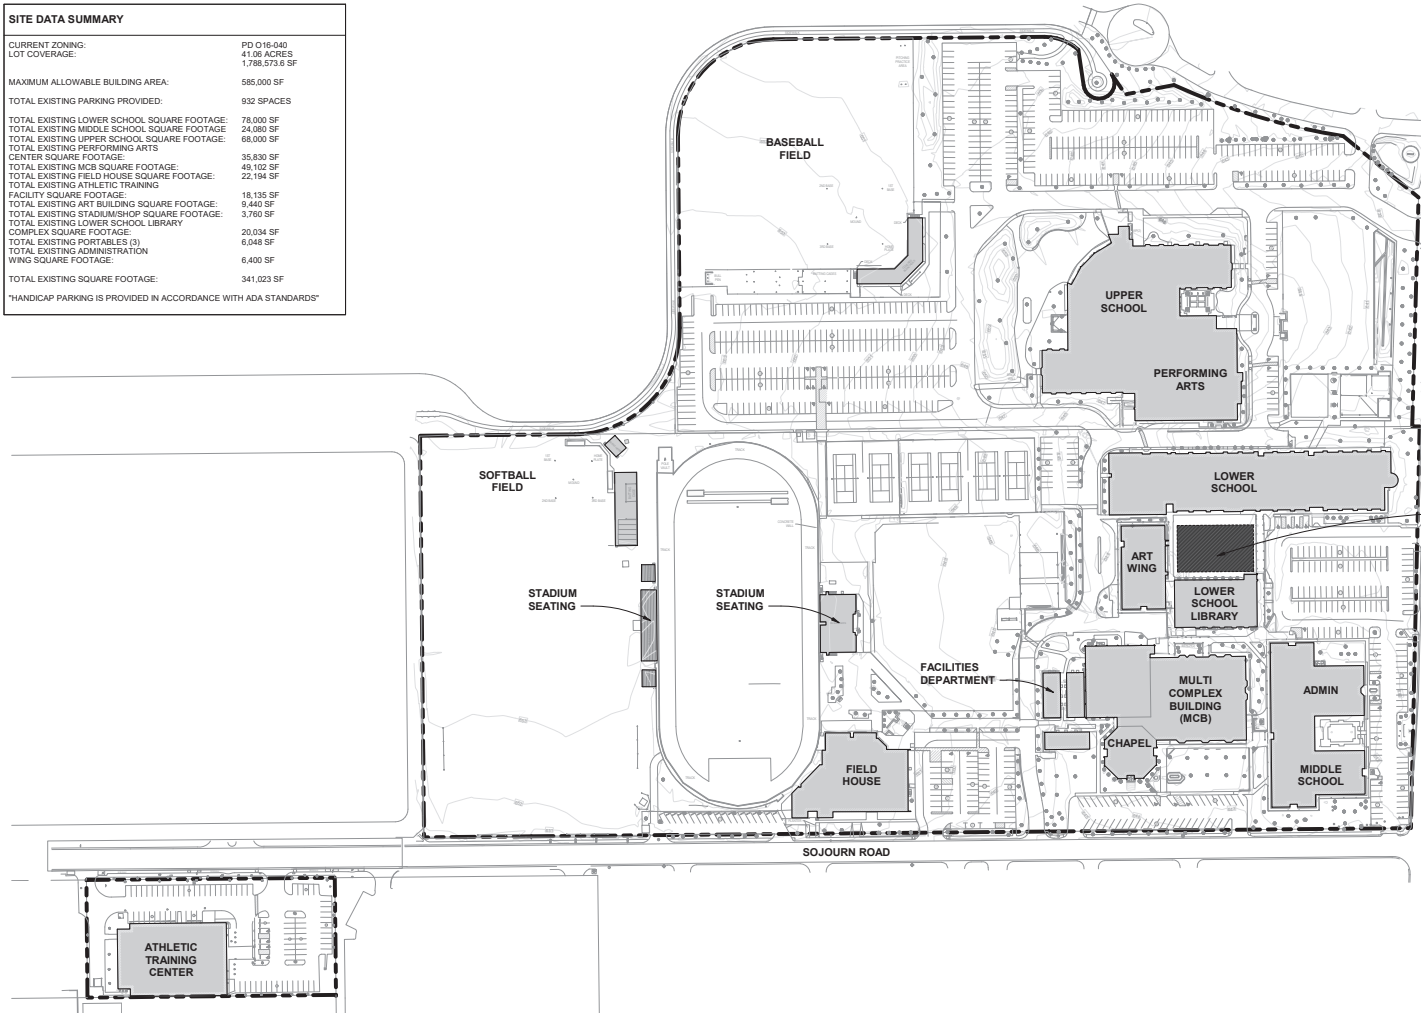 SITE DATA SUMMARY
CURRENT ZONING: PD O16-040
LOT COVERAGE: 41.06 ACRES
1,788,573.6 SF
MAXIMUM ALLOWABLE BUILDING AREA: 585,000 SF
TOTAL EXISTING PARKING PROVIDED: 932 SPACES
TOTAL EXISTING LOWER SCHOOL SQUARE FOOTAGE: 78,000 SF
TOTAL EXISTING MIDDLE SCHOOL SQUARE FOOTAGE 24,080 SF
TOTAL EXISTING UPPER SCHOOL SQUARE FOOTAGE: 68,000 SF
TOTAL EXISTING PERFORMING ARTS
CENTER SQUARE FOOTAGE: 35,830 SF
TOTAL EXISTING MCB SQUARE FOOTAGE: 49,102 SF
TOTAL EXISTING FIELD HOUSE SQUARE FOOTAGE: 22,194 SF
TOTAL EXISTING ATHLETIC TRAINING
FACILITY SQUARE FOOTAGE: 18,135 SF
TOTAL EXISTING ART BUILDING SQUARE FOOTAGE: 9,440 SF
TOTAL EXISTING STADIUM/SHOP SQUARE FOOTAGE: 3,760 SF
TOTAL EXISTING LOWER SCHOOL LIBRARY
COMPLEX SQUARE FOOTAGE: 20,034 SF
TOTAL EXISTING PORTABLES (3) 6,048 SF
TOTAL EXISTING ADMINISTRATION
WING SQUARE FOOTAGE: 6,400 SF
TOTAL EXISTING SQUARE FOOTAGE: 341,023 SF
"HANDICAP PARKING IS PROVIDED IN ACCORDANCE WITH ADA STANDARDS"
BASEBALL
FIELD
UPPER
SCHOOL
PERFORMING
ARTS
SOFTBALL
FIELD
LOWER
SCHOOL
ART
WING
LOWER
SCHOOL
LIBRARY
STADIUM
SEATING
STADIUM
SEATING
FACILITIES
DEPARTMENT
MULTI
COMPLEX
BUILDING
(MCB)
ADMIN
CHAPEL
FIELD
HOUSE
MIDDLE
SCHOOL
SOJOURN ROAD
ATHLETIC
TRAINING
CENTER